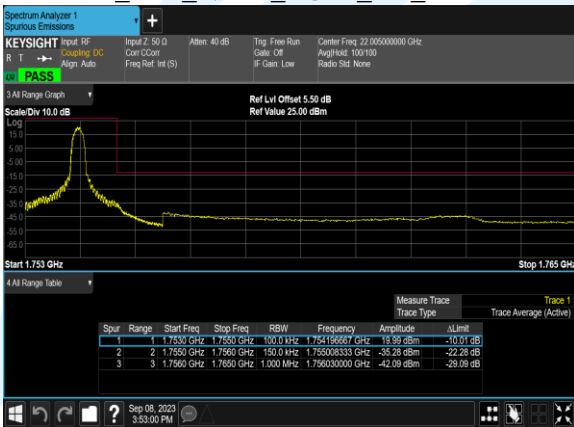 Spectrum Analyzer 1
Spurious Emissions
KEYSIGHT Input: RF Input Z: 50 Ω Atten: 40 dB Trig: Free Run Center Freq: 22.005000000 GHz
R T Coupling: DC Corr CCorr Gate: Off Avg|Hold: 100/100
Align: Auto Freq Ref: Int (S) IF Gain: Low Radio Std: None
PASS
3 All Range Graph
Ref Lvl Offset 5.50 dB
Scale/Div 10.0 dB Ref Value 25.00 dBm
Log
15.0
5.00
-5.00
-15.0
-25.0
-35.0
-45.0
-55.0
-65.0
Start 1.753 GHz Stop 1.765 GHz
4 All Range Table
Measure Trace Trace 1
Trace Type Trace Average (Active)
Spur Range Start Freq Stop Freq RBW Frequency Amplitude ΔLimit
1 1 1.7530 GHz 1.7550 GHz 100.0 kHz 1.754196667 GHz 19.99 dBm -10.01 dB
2 2 1.7550 GHz 1.7560 GHz 150.0 kHz 1.755008333 GHz -35.28 dBm -22.28 dB
3 3 1.7560 GHz 1.7650 GHz 1.000 MHz 1.756030000 GHz -42.09 dBm -29.09 dB
Sep 08, 2023
3:53:00 PM